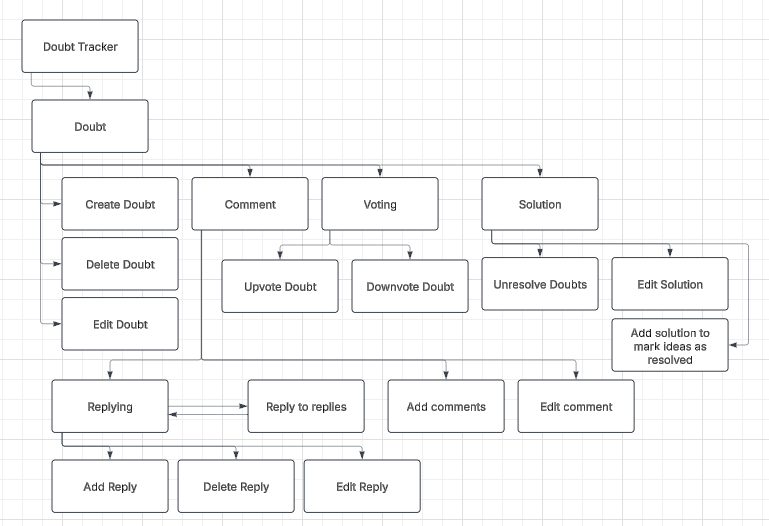 Doubt Tracker
Doubt
Create Doubt
Comment
Voting
Solution
Delete Doubt
Upvote Doubt
Downvote Doubt
Unresolve Doubts
Edit Solution
Edit Doubt
Add solution to
mark ideas as
resolved
Replying
Reply to replies
Add comments
Edit comment
Add Reply
Delete Reply
Edit Reply